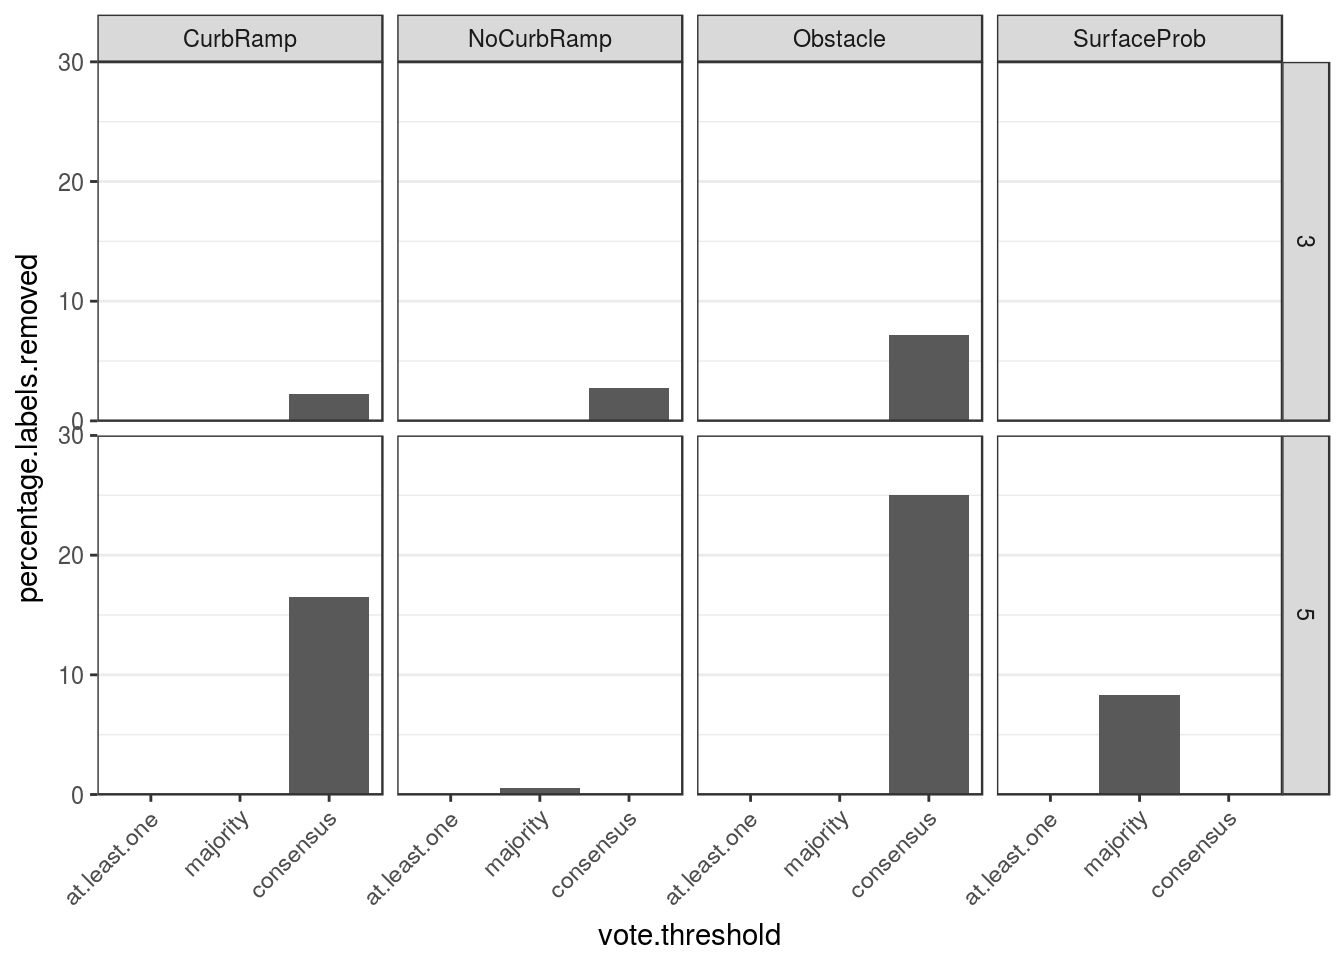 CurbRamp NoCurbRamp Obstacle SurfaceProb
30
20
10
0
3
30
20
10
0
5
percentage.labels.removed
at.least.one majority consensus at.least.one majority consensus at.least.one majority consensus at.least.one majority consensus
vote.threshold